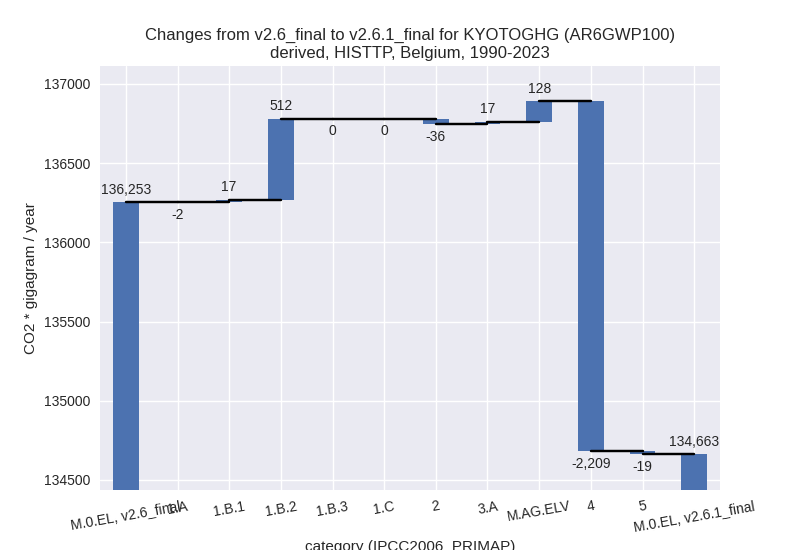 Changes from v2.6_final to v2.6.1_final for KYOTOGHG (AR6GWP100)
derived, HISTTP, Belgium, 1990-2023
137000
136500
136000
135500
135000
134500
CO2 * gigagram / year
136,253
-2
17
512
0
0
-36
17
128
-2,209
-19
134,663
M.0.EL, v2.6_final
1.A
1.B.1
1.B.2
1.B.3
1.C
2
3.A
M.AG.ELV
4
5
M.0.EL, v2.6.1_final
category (IPCC2006_PRIMAP)